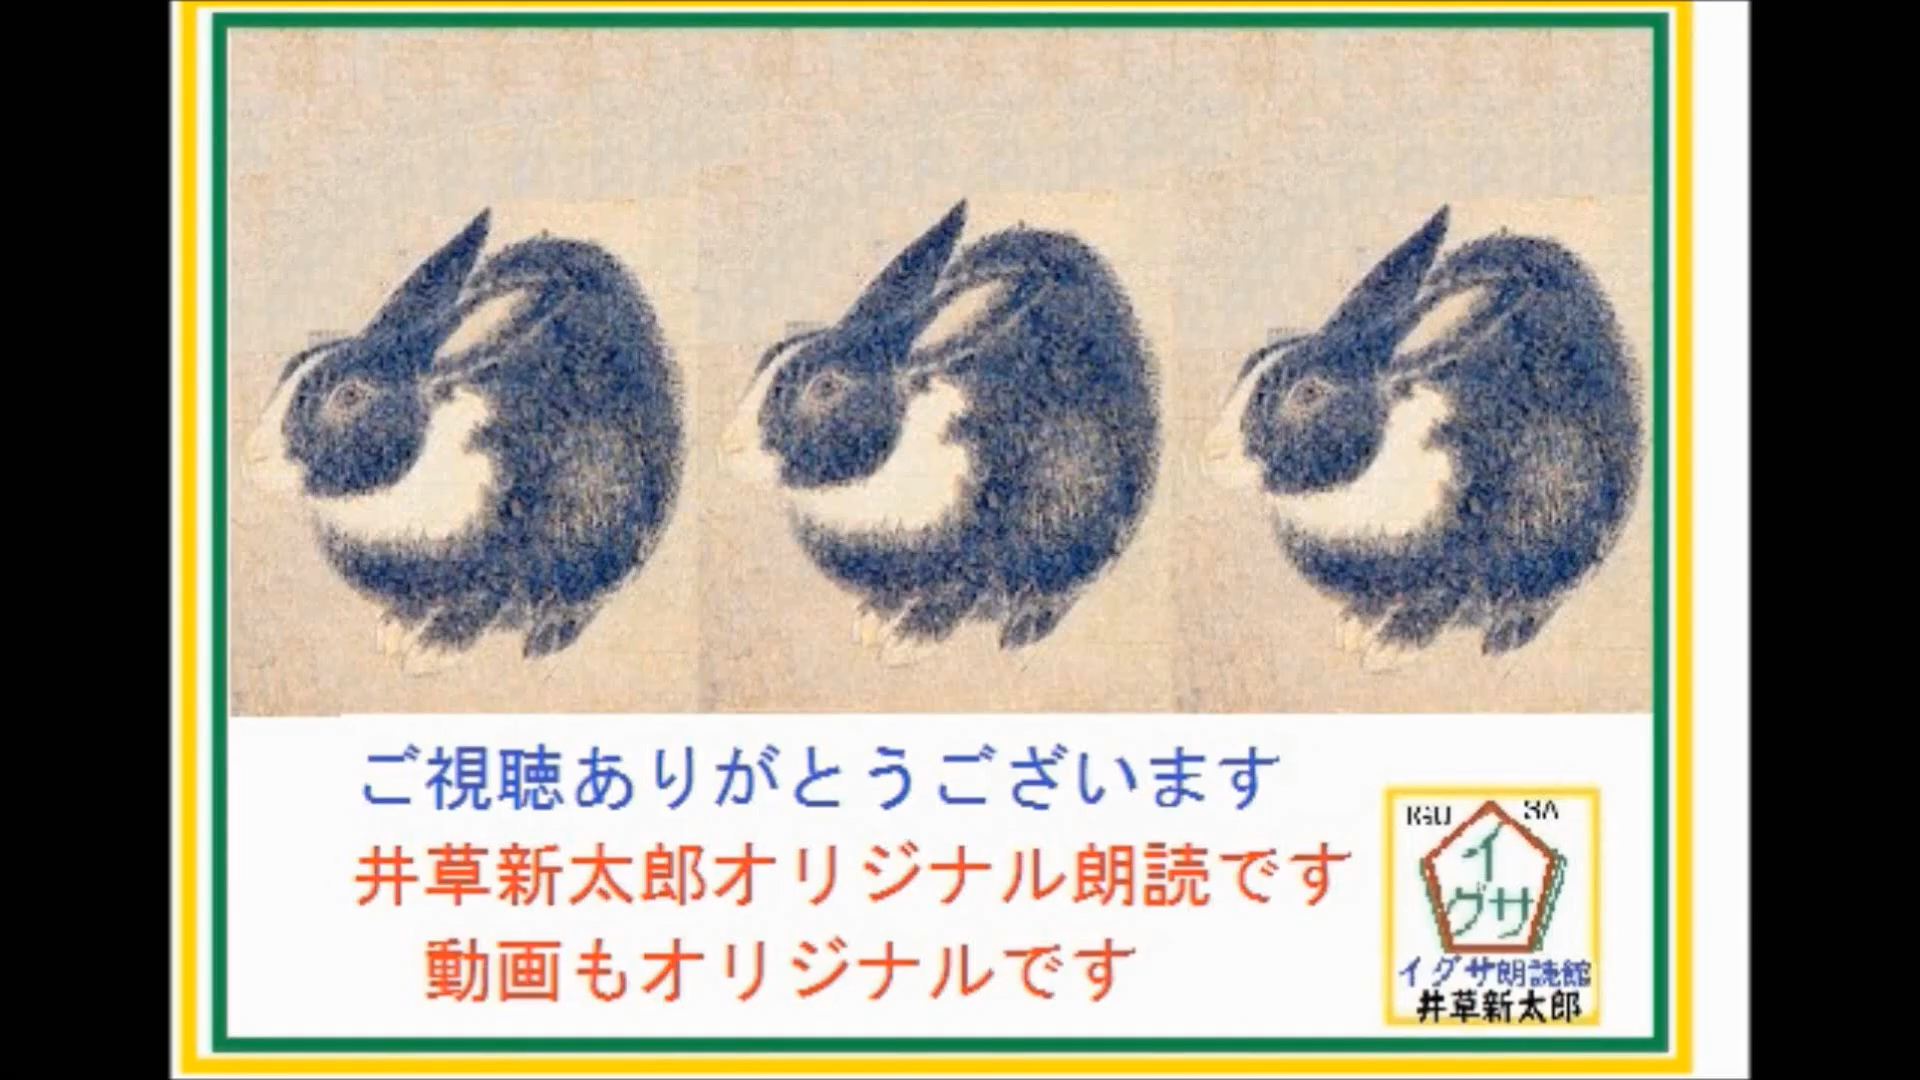 ご視聴ありがとうございます
井草新太郎オリジナル朗読です
動画もオリジナルです
IGU SA
イ
グサ
イグサ朗読館
井草新太郎